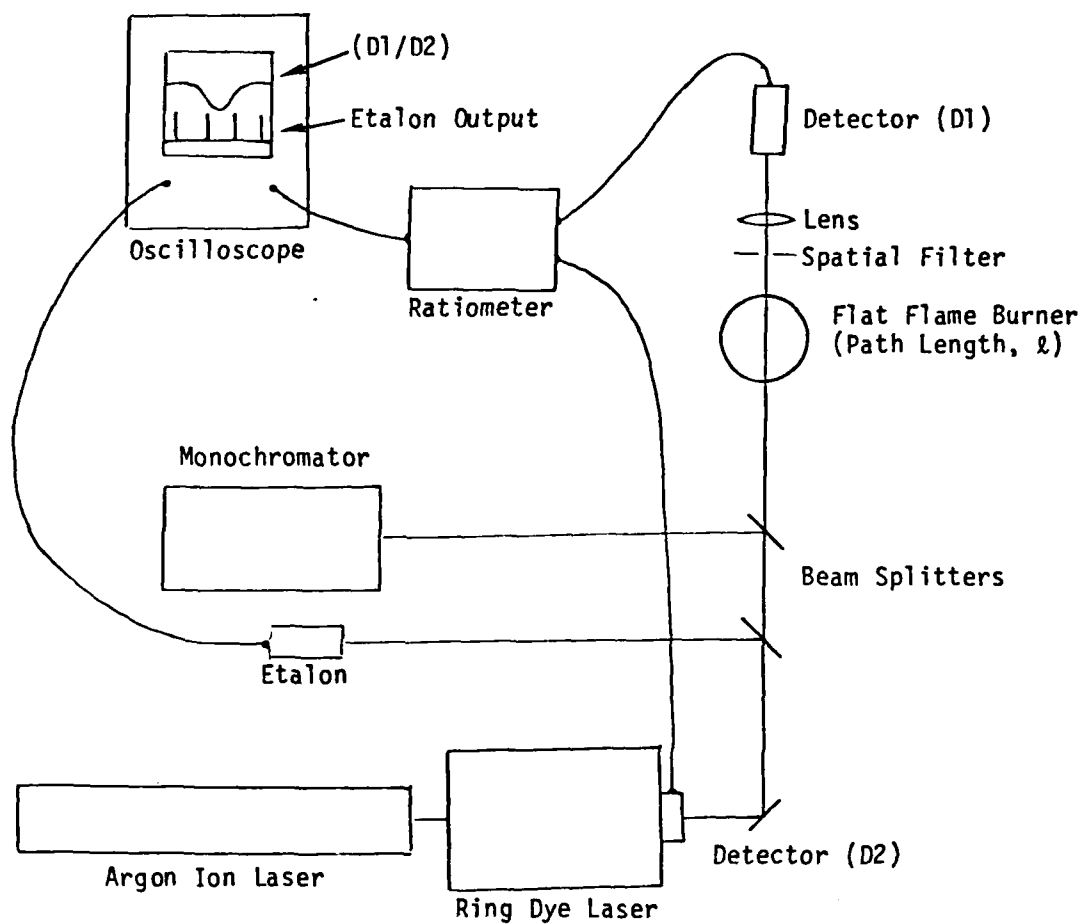 (D1/D2)
Etalon Output
Oscilloscope
Detector (D1)
Lens
Spatial Filter
Ratiometer
Flat Flame Burner
(Path Length, ℓ)
Monochromator
Beam Splitters
Etalon
Argon Ion Laser
Ring Dye Laser
Detector (D2)